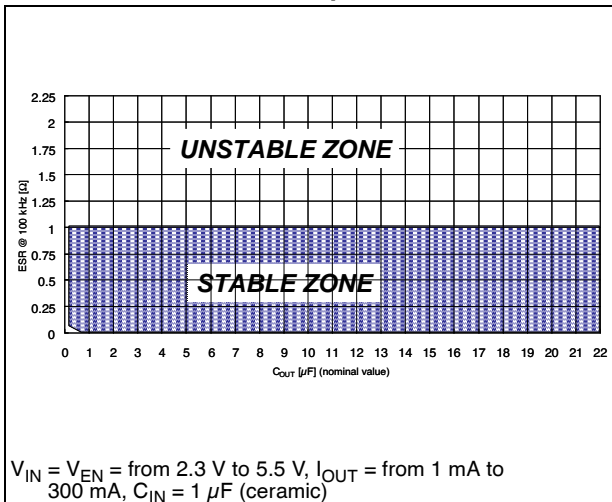 2.25
2
1.75
1.5
1.25
1
0.75
0.5
0.25
0
ESR @ 100 kHz [Ω]
UNSTABLE ZONE
STABLE ZONE
0 1 2 3 4 5 6 7 8 9 10 11 12 13 14 15 16 17 18 19 20 21 22
COUT [µF] (nominal value)
VIN = VEN = from 2.3 V to 5.5 V, IOUT = from 1 mA to
300 mA, CIN = 1 µF (ceramic)